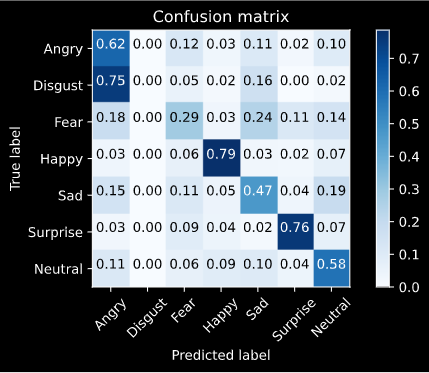 Confusion matrix
True label
Angry 0.62 0.00 0.12 0.03 0.11 0.02 0.10
Disgust 0.75 0.00 0.05 0.02 0.16 0.00 0.02
Fear 0.18 0.00 0.29 0.03 0.24 0.11 0.14
Happy 0.03 0.00 0.06 0.79 0.03 0.02 0.07
Sad 0.15 0.00 0.11 0.05 0.47 0.04 0.19
Surprise 0.03 0.00 0.09 0.04 0.02 0.76 0.07
Neutral 0.11 0.00 0.06 0.09 0.10 0.04 0.58
Angry Disgust Fear Happy Sad Surprise Neutral
Predicted label
0.7
0.6
0.5
0.4
0.3
0.2
0.1
0.0